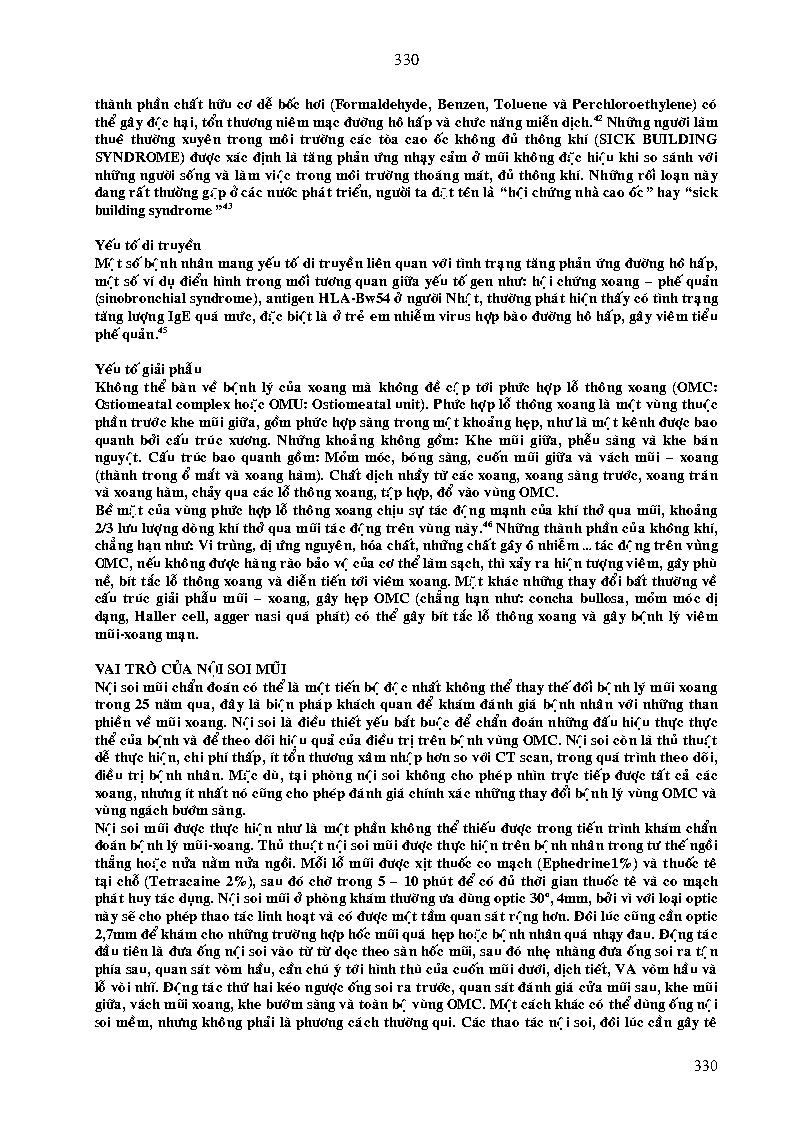 330
thành phần chất hữu cơ dễ bốc hơi (Formaldehyde, Benzen, Toluene và Perchloroethylene) có
thể gây độc hại, tổn thương niêm mạc đường hô hấp và chức năng miễn dịch.42 Những người làm
thuê thường xuyên trong môi trường các tòa cao ốc không đủ thông khí (SICK BUILDING
SYNDROME) được xác định là tăng phản ứng nhạy cảm ở mũi không đặc hiệu khi so sánh với
những người sống và làm việc trong môi trường thoáng mát, đủ thông khí. Những rối loạn này
đang rất thường gặp ở các nước phát triển, người ta đặt tên là “hội chứng nhà cao ốc” hay “sick
building syndrome”43
Yếu tố di truyền
Một số bệnh nhân mang yếu tố di truyền liên quan với tình trạng tăng phản ứng đường hô hấp,
một số ví dụ điển hình trong mối tương quan giữa yếu tố gen như: hội chứng xoang – phế quản
(sinobronchial syndrome), antigen HLA-Bw54 ở người Nhật, thường phát hiện thấy có tình trạng
tăng lượng IgE quá mức, đặc biệt là ở trẻ em nhiễm virus hợp bào đường hô hấp, gây viêm tiểu
phế quản.45
Yếu tố giải phẫu
Không thể bàn về bệnh lý của xoang mà không đề cập tới phức hợp lỗ thông xoang (OMC:
Ostiomeatal complex hoặc OMU: Ostiomeatal unit). Phức hợp lỗ thông xoang là một vùng thuộc
phần trước khe mũi giữa, gồm phức hợp sàng trong một khoảng hẹp, như là một kênh được bao
quanh bởi cấu trúc xương. Những khoảng không gồm: Khe mũi giữa, phễu sàng và khe bán
nguyệt. Cấu trúc bao quanh gồm: Mỏm móc, bóng sàng, cuốn mũi giữa và vách mũi – xoang
(thành trong ổ mắt và xoang hàm). Chất dịch nhầy từ các xoang, xoang sàng trước, xoang trán
và xoang hàm, chảy qua các lỗ thông xoang, tập hợp, đổ vào vùng OMC.
Bề mặt của vùng phức hợp lỗ thông xoang chịu sự tác động mạnh của khí thở qua mũi, khoảng
2/3 lưu lượng dòng khí thở qua mũi tác động trên vùng này.46 Những thành phần của không khí,
chẳng hạn như: Vi trùng, dị ứng nguyên, hóa chất, những chất gây ô nhiễm ... tác động trên vùng
OMC, nếu không được hàng rào bảo vệ của cơ thể làm sạch, thì xảy ra hiện tượng viêm, gây phù
nề, bít tắc lỗ thông xoang và diễn tiến tới viêm xoang. Mặt khác những thay đổi bất thường về
cấu trúc giải phẫu mũi – xoang, gây hẹp OMC (chẳng hạn như: concha bullosa, mỏm móc dị
dạng, Haller cell, agger nasi quá phát) có thể gây bít tắc lỗ thông xoang và gây bệnh lý viêm
mũi-xoang mạn.
VAI TRÒ CỦA NỘI SOI MŨI
Nội soi mũi chẩn đoán có thể là một tiến bộ độc nhất không thể thay thế đối bệnh lý mũi xoang
trong 25 năm qua, đây là biện pháp khách quan để khám đánh giá bệnh nhân với những than
phiền về mũi xoang. Nội soi là điều thiết yếu bắt buộc để chẩn đoán những dấu hiệu thực thực
thể của bệnh và để theo dõi hiệu quả của điều trị trên bệnh vùng OMC. Nội soi còn là thủ thuật
dễ thực hiện, chi phí thấp, ít tổn thương xâm nhập hơn so với CT scan, trong quá trình theo dõi,
điều trị bệnh nhân. Mặc dù, tại phòng nội soi không cho phép nhìn trực tiếp được tất cả các
xoang, nhưng ít nhất nó cũng cho phép đánh giá chính xác những thay đổi bệnh lý vùng OMC và
vùng ngách bướm sàng.
Nội soi mũi được thực hiện như là một phần không thể thiếu được trong tiến trình khám chẩn
đoán bệnh lý mũi-xoang. Thủ thuật nội soi mũi được thực hiện trên bệnh nhân trong tư thế ngồi
thẳng hoặc nửa nằm nửa ngồi. Mỗi lỗ mũi được xịt thuốc co mạch (Ephedrine1%) và thuốc tê
tại chỗ (Tetracaine 2%), sau đó chờ trong 5 – 10 phút để có đủ thời gian thuốc tê và co mạch
phát huy tác dụng. Nội soi mũi ở phòng khám thường ưa dùng optic 30°, 4mm, bởi vì với loại optic
này sẽ cho phép thao tác linh hoạt và có được một tầm quan sát rộng hơn. Đôi lúc cũng cần optic
2,7mm để khám cho những trường hợp hốc mũi quá hẹp hoặc bệnh nhân quá nhạy đau. Động tác
đầu tiên là đưa ống nội soi vào từ từ dọc theo sàn hốc mũi, sau đó nhẹ nhàng đưa ống soi ra tận
phía sau, quan sát vòm hầu, cần chú ý tới hình thù của cuốn mũi dưới, dịch tiết, VA vòm hầu và
lỗ vòi nhĩ. Động tác thứ hai kéo ngược ống soi ra trước, quan sát đánh giá cửa mũi sau, khe mũi
giữa, vách mũi xoang, khe bướm sàng và toàn bộ vùng OMC. Một cách khác có thể dùng ống nội
soi mềm, nhưng không phải là phương cách thường qui. Các thao tác nội soi, đôi lúc cần gây tê
330